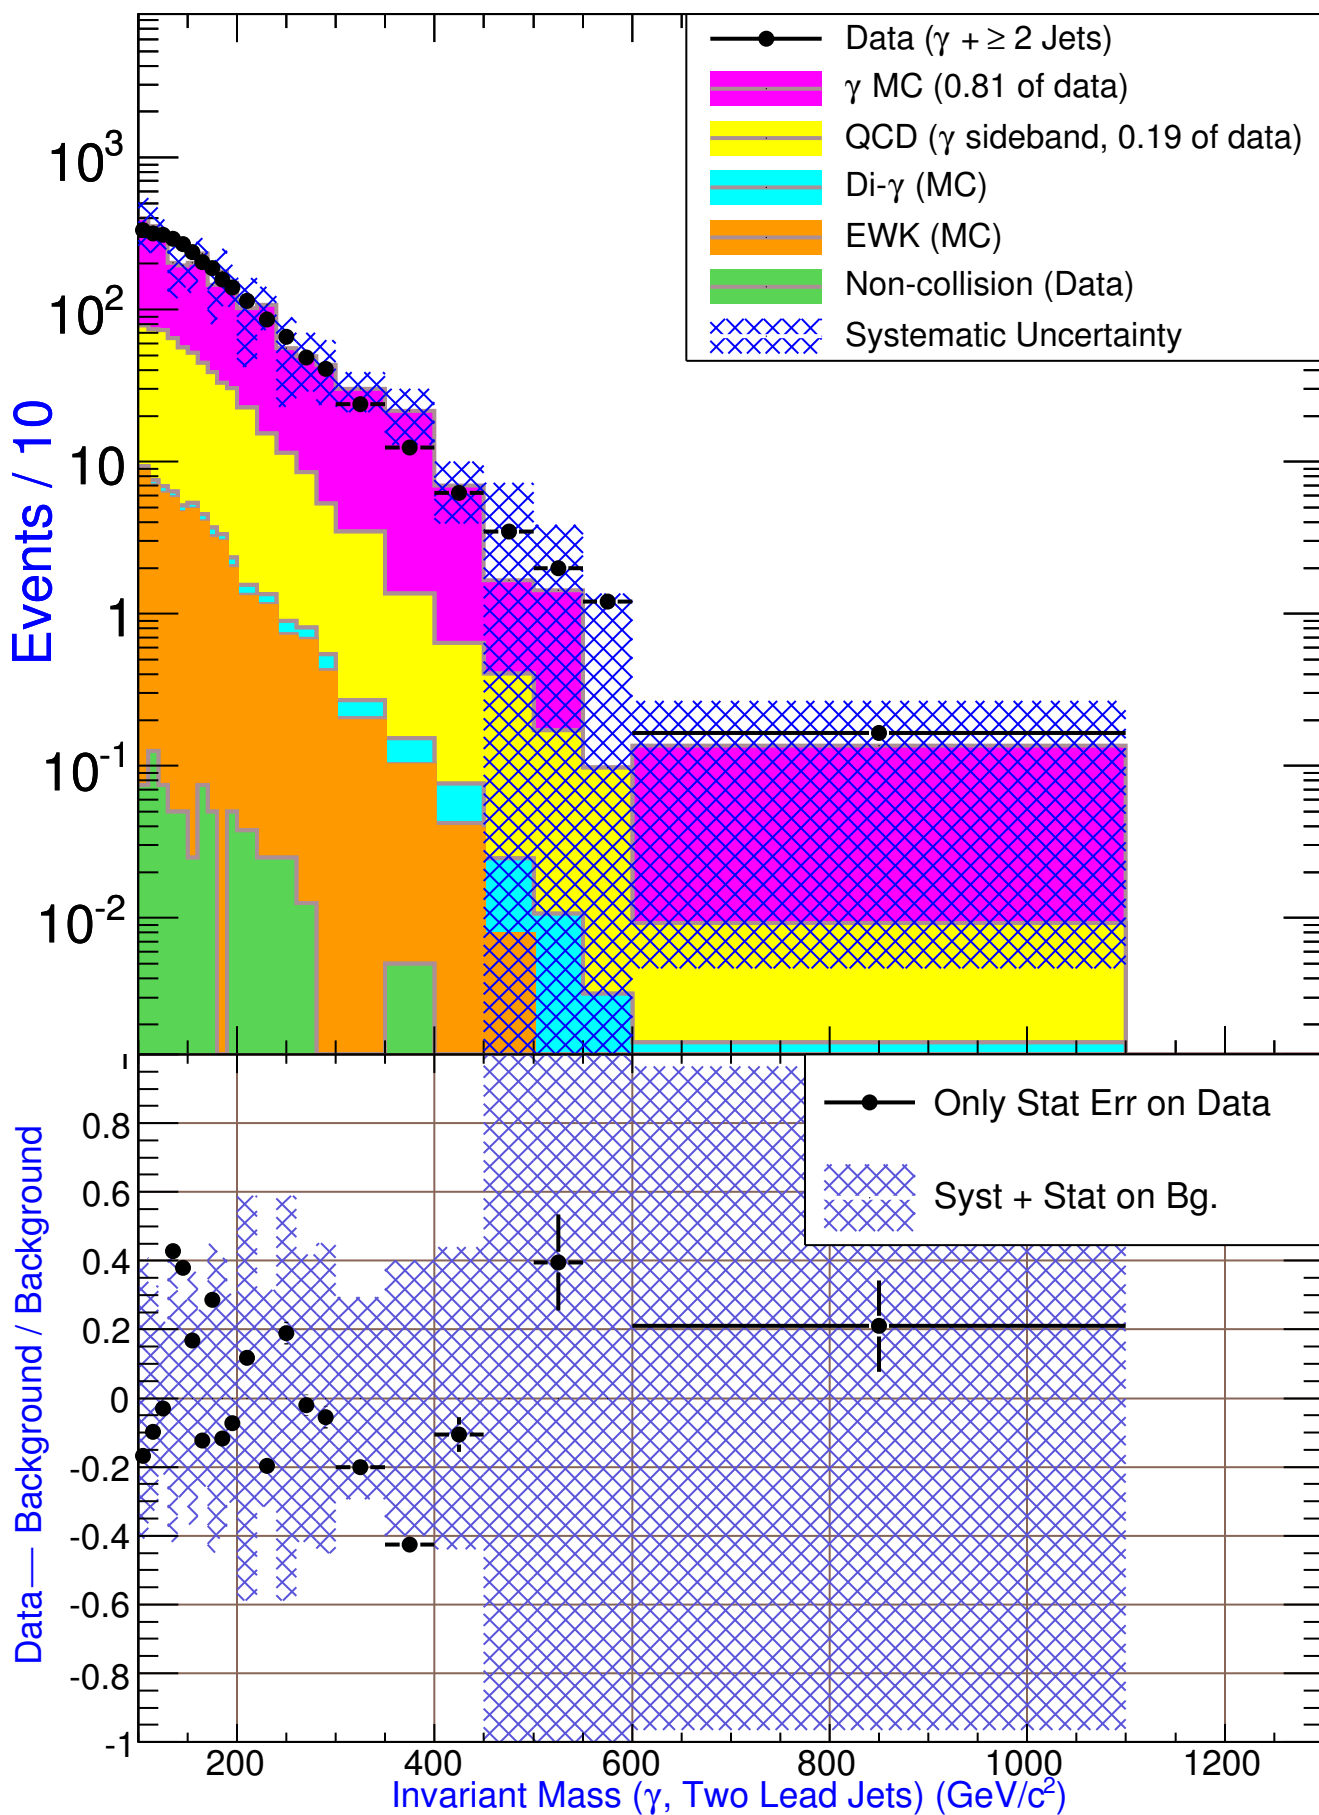 Data (γ + ≥ 2 Jets)
γ MC (0.81 of data)
QCD (γ sideband, 0.19 of data)
Di-γ (MC)
EWK (MC)
Non-collision (Data)
Systematic Uncertainty
Events / 10
10³
10²
10
1
10⁻¹
10⁻²
Only Stat Err on Data
Syst + Stat on Bg.
Data— Background / Background
0.8
0.6
0.4
0.2
0
-0.2
-0.4
-0.6
-0.8
-1
200 400 600 800 1000 1200
Invariant Mass (γ, Two Lead Jets) (GeV/c²)